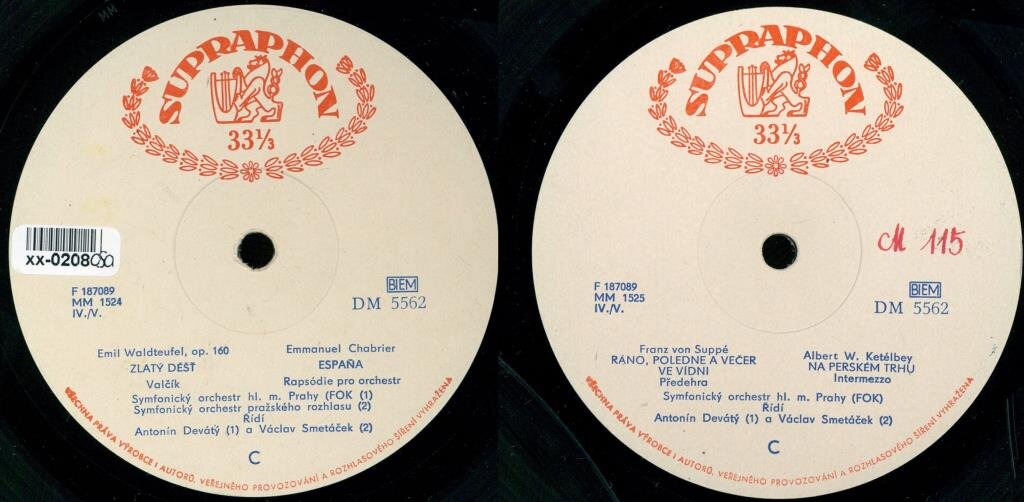 SUPRAPHON
33⅓
xx-0208
F 187089
MM 1524
IV./V.
BIEM
DM 5562
Emil Waldteufel, op. 160
ZLATÝ DÉŠŤ
Valčík
Emmanuel Chabrier
ESPAÑA
Rapsódie pro orchestr
Symfonický orchestr hl. m. Prahy (FOK (1)
Symfonický orchestr pražského rozhlasu (2)
Řídí
Antonín Devátý (1) a Václav Smetáček (2)
C
VŠECHNA PRÁVA VÝROBCE I AUTORŮ, VEŘEJNÉHO PROVOZOVÁNÍ A ROZHLASOVÉHO ŠÍŘENÍ VYHRAŽENA
SUPRAPHON
33⅓
M 115
F 187089
MM 1525
IV./V.
BIEM
DM 5562
Franz von Suppé
RÁNO, POLEDNE A VEČER
VE VÍDNI
Předehra
Albert W. Ketélbey
NA PERSKÉM TRHU
Intermezzo
Symfonický orchestr hl. m. Prahy (FOK)
Řídí
Antonín Devátý (1) a Václav Smetáček (2)
C
VŠECHNA PRÁVA VÝROBCE I AUTORŮ, VEŘEJNÉHO PROVOZOVÁNÍ A ROZHLASOVÉHO ŠÍŘENÍ VYHRAŽENA